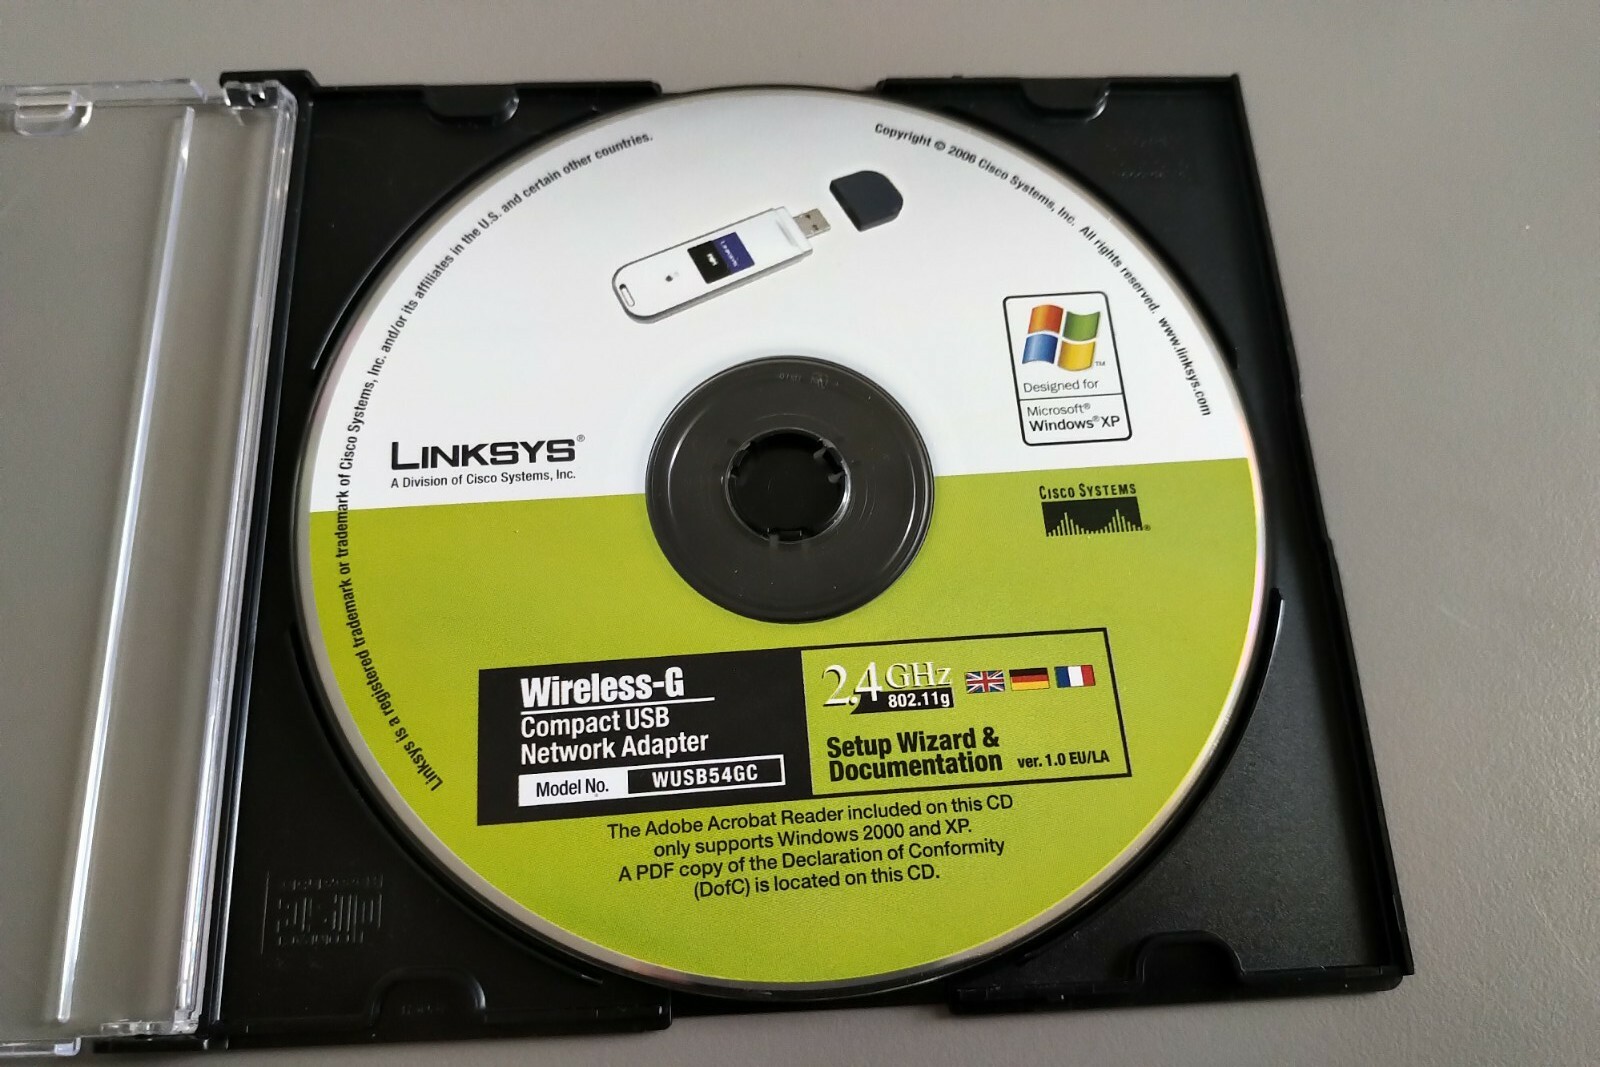 Linksys is a registered trademark or trademark of Cisco Systems, Inc. and/or its affiliates in the U.S. and certain other countries.
Copyright © 2006 Cisco Systems, Inc. All rights reserved. www.linksys.com
Designed for
Microsoft®
Windows®XP
TM
LINKSYS®
A Division of Cisco Systems, Inc.
CISCO SYSTEMS
®
Wireless-G
Compact USB
Network Adapter
Model No. WUSB54GC
2,4 GHz
802.11g
Setup Wizard &
Documentation ver. 1.0 EU/LA
The Adobe Acrobat Reader included on this CD
only supports Windows 2000 and XP.
A PDF copy of the Declaration of Conformity
(DofC) is located on this CD.